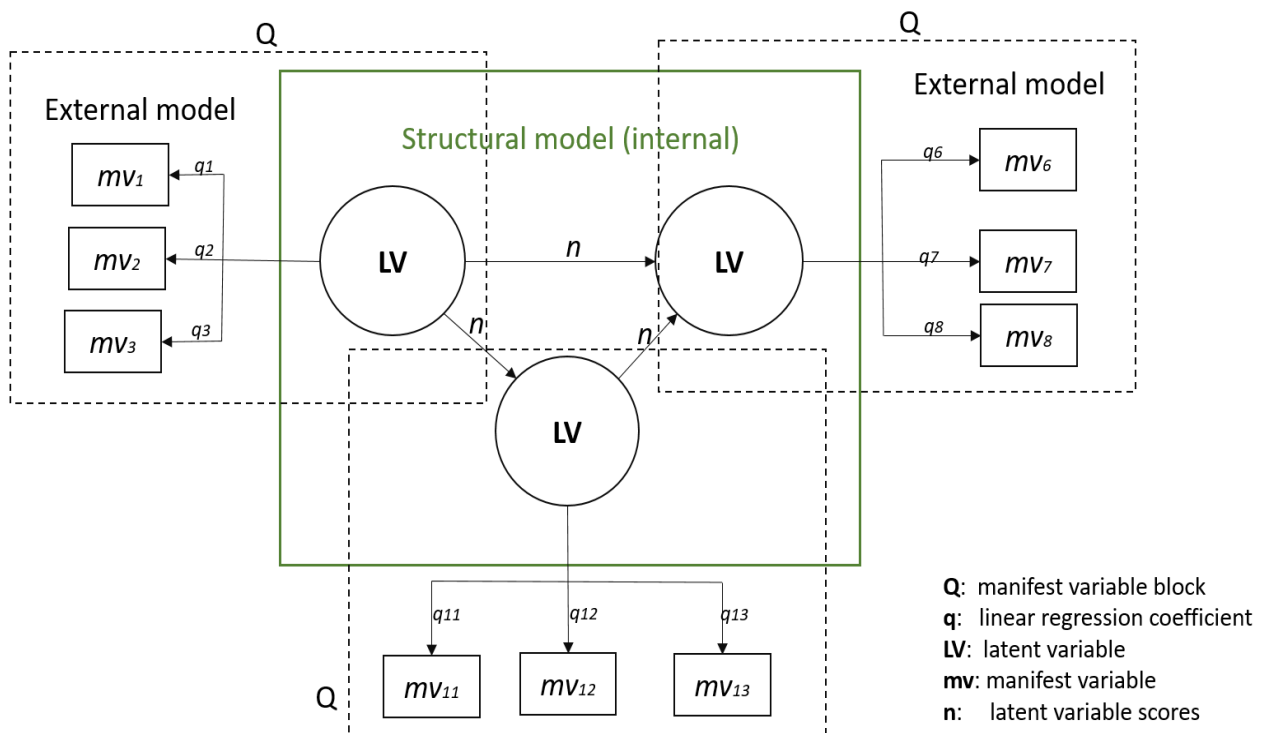 Q
Q
External model
External model
Structural model (internal)
mv1
q1
q6
mv6
mv2
q2
LV
n
LV
q7
mv7
mv3
q3
n
n
q8
mv8
LV
q11
q12
q13
mv11
mv12
mv13
Q
Q: manifest variable block
q: linear regression coefficient
LV: latent variable
mv: manifest variable
n: latent variable scores